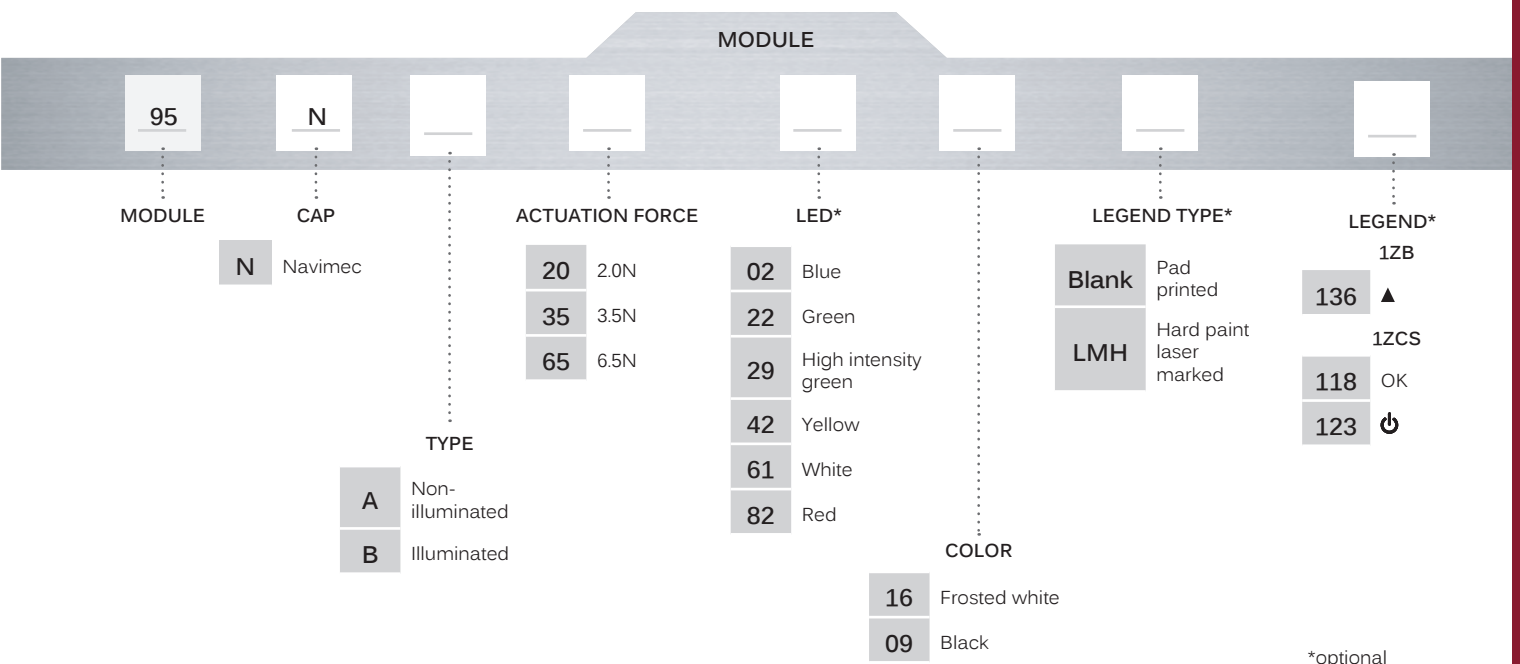 MODULE
95
N
MODULE
CAP
N Navimec
TYPE
A Non-
illuminated
B Illuminated
ACTUATION FORCE
20 2.0N
35 3.5N
65 6.5N
LED*
02 Blue
22 Green
29 High intensity
green
42 Yellow
61 White
82 Red
COLOR
16 Frosted white
09 Black
LEGEND TYPE*
Blank Pad
printed
LMH Hard paint
laser
marked
LEGEND*
1ZB
136 ▲
1ZCS
118 OK
123 ⏻
*optional